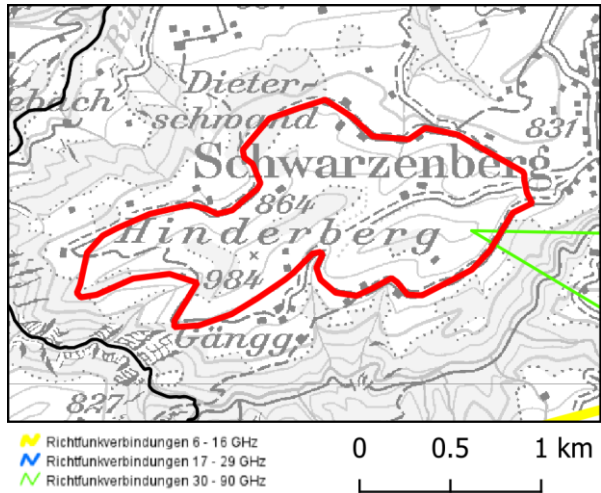 Dieter-
schwand
831
Schwarzenberg
864
Hinderberg
984
Gängg
827
Richtfunkverbindungen 6 - 16 GHz
Richtfunkverbindungen 17 - 29 GHz
Richtfunkverbindungen 30 - 90 GHz
0 0.5 1 km